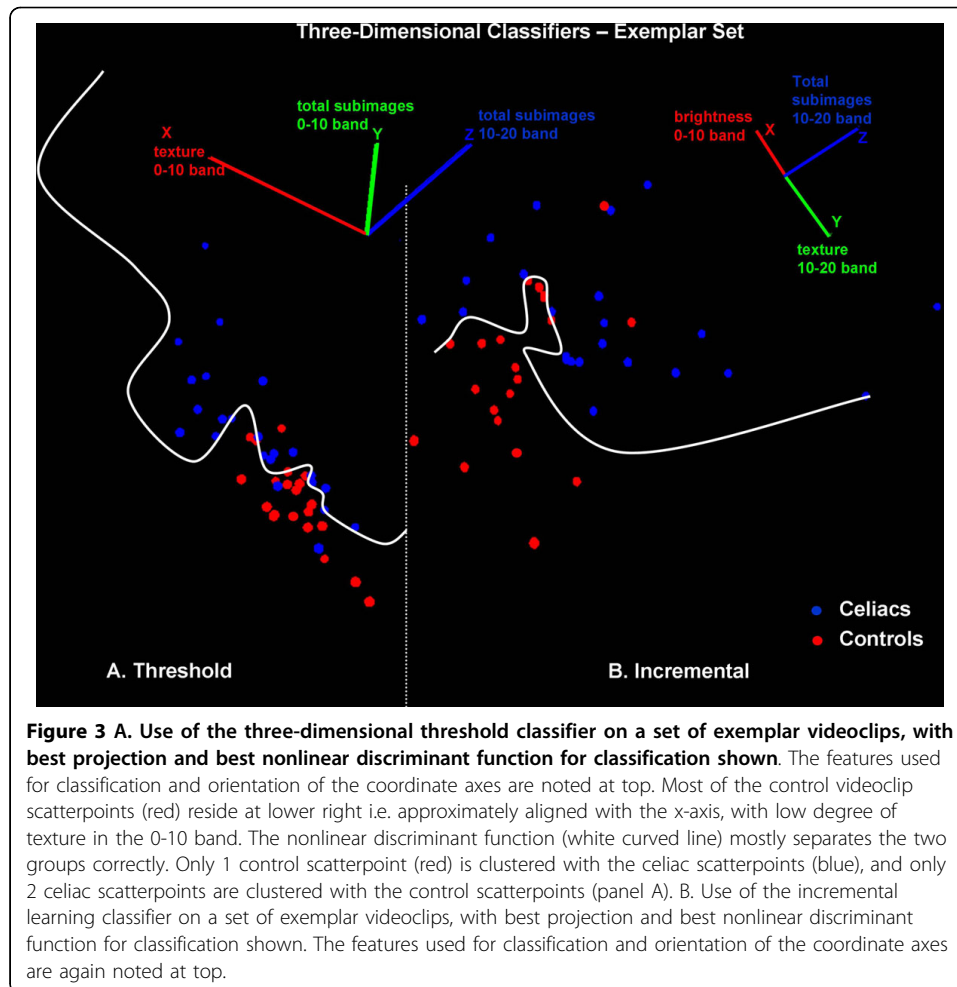 Three-Dimensional Classifiers – Exemplar Set
X
texture
0-10 band
total subimages
0-10 band
Y
total subimages
10-20 band
Z
brightness
0-10 band
X
Total
subimages
10-20 band
Z
Y
texture
10-20 band
Celiacs
Controls
A. Threshold
B. Incremental
Figure 3 A. Use of the three-dimensional threshold classifier on a set of exemplar videoclips, with
best projection and best nonlinear discriminant function for classification shown. The features used
for classification and orientation of the coordinate axes are noted at top. Most of the control videoclip
scatterpoints (red) reside at lower right i.e. approximately aligned with the x-axis, with low degree of
texture in the 0-10 band. The nonlinear discriminant function (white curved line) mostly separates the two
groups correctly. Only 1 control scatterpoint (red) is clustered with the celiac scatterpoints (blue), and only
2 celiac scatterpoints are clustered with the control scatterpoints (panel A). B. Use of the incremental
learning classifier on a set of exemplar videoclips, with best projection and best nonlinear discriminant
function for classification shown. The features used for classification and orientation of the coordinate axes
are again noted at top.